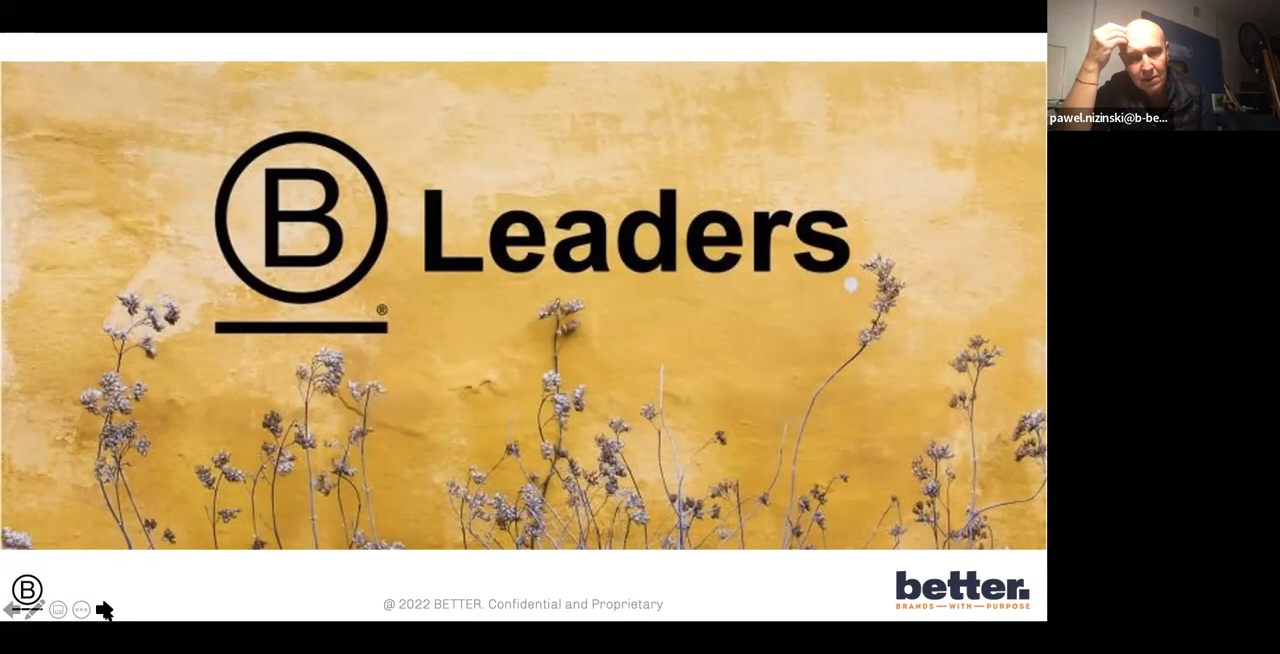 B Leaders
®
B
@ 2022 BETTER. Confidential and Proprietary
better.
BRANDS—WITH—PURPOSE
pawel.nizinski@b-be...